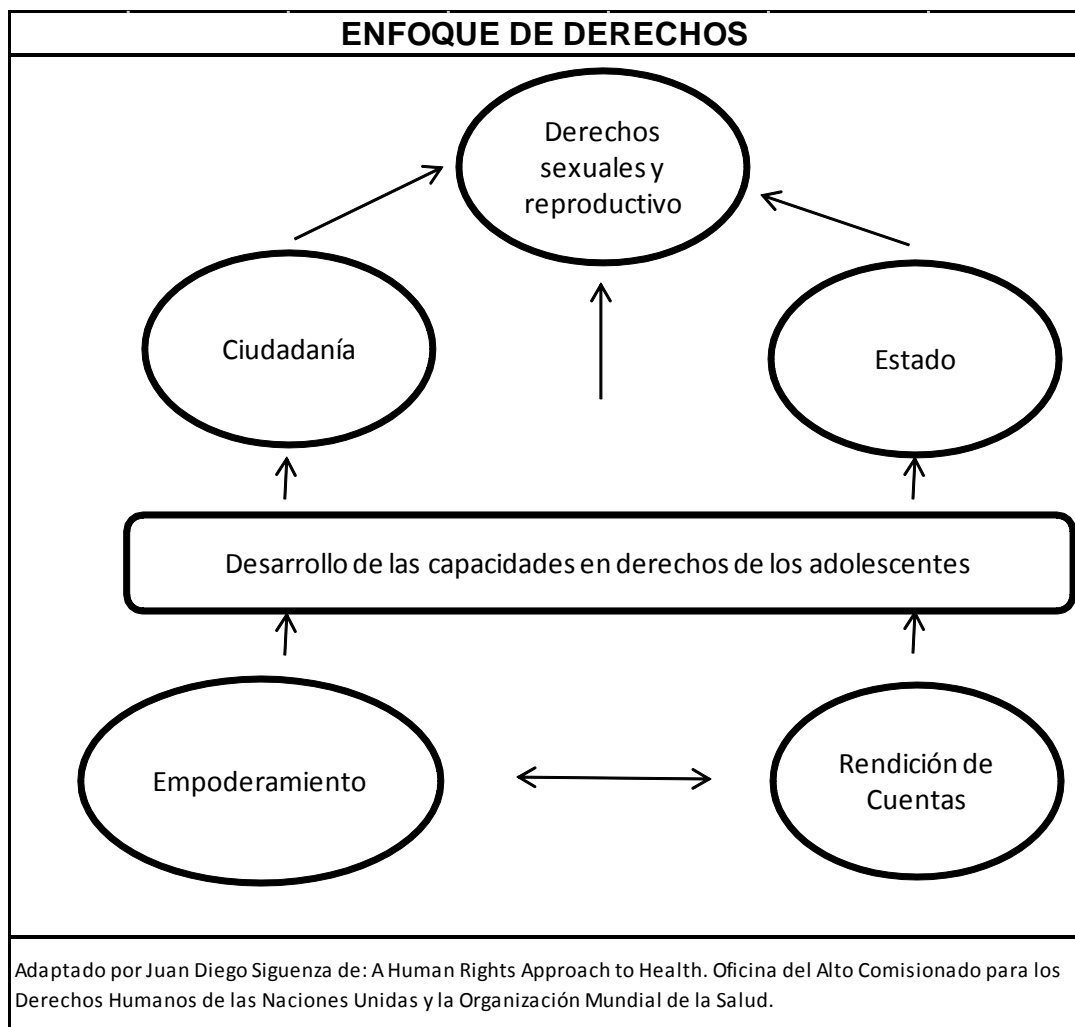 ENFOQUE DE DERECHOS
Derechos
sexuales y
reproductivo
Ciudadanía
Estado
Desarrollo de las capacidades en derechos de los adolescentes
Empoderamiento
Rendición de
Cuentas
Adaptado por Juan Diego Siguenza de: A Human Rights Approach to Health. Oficina del Alto Comisionado para los
Derechos Humanos de las Naciones Unidas y la Organización Mundial de la Salud.